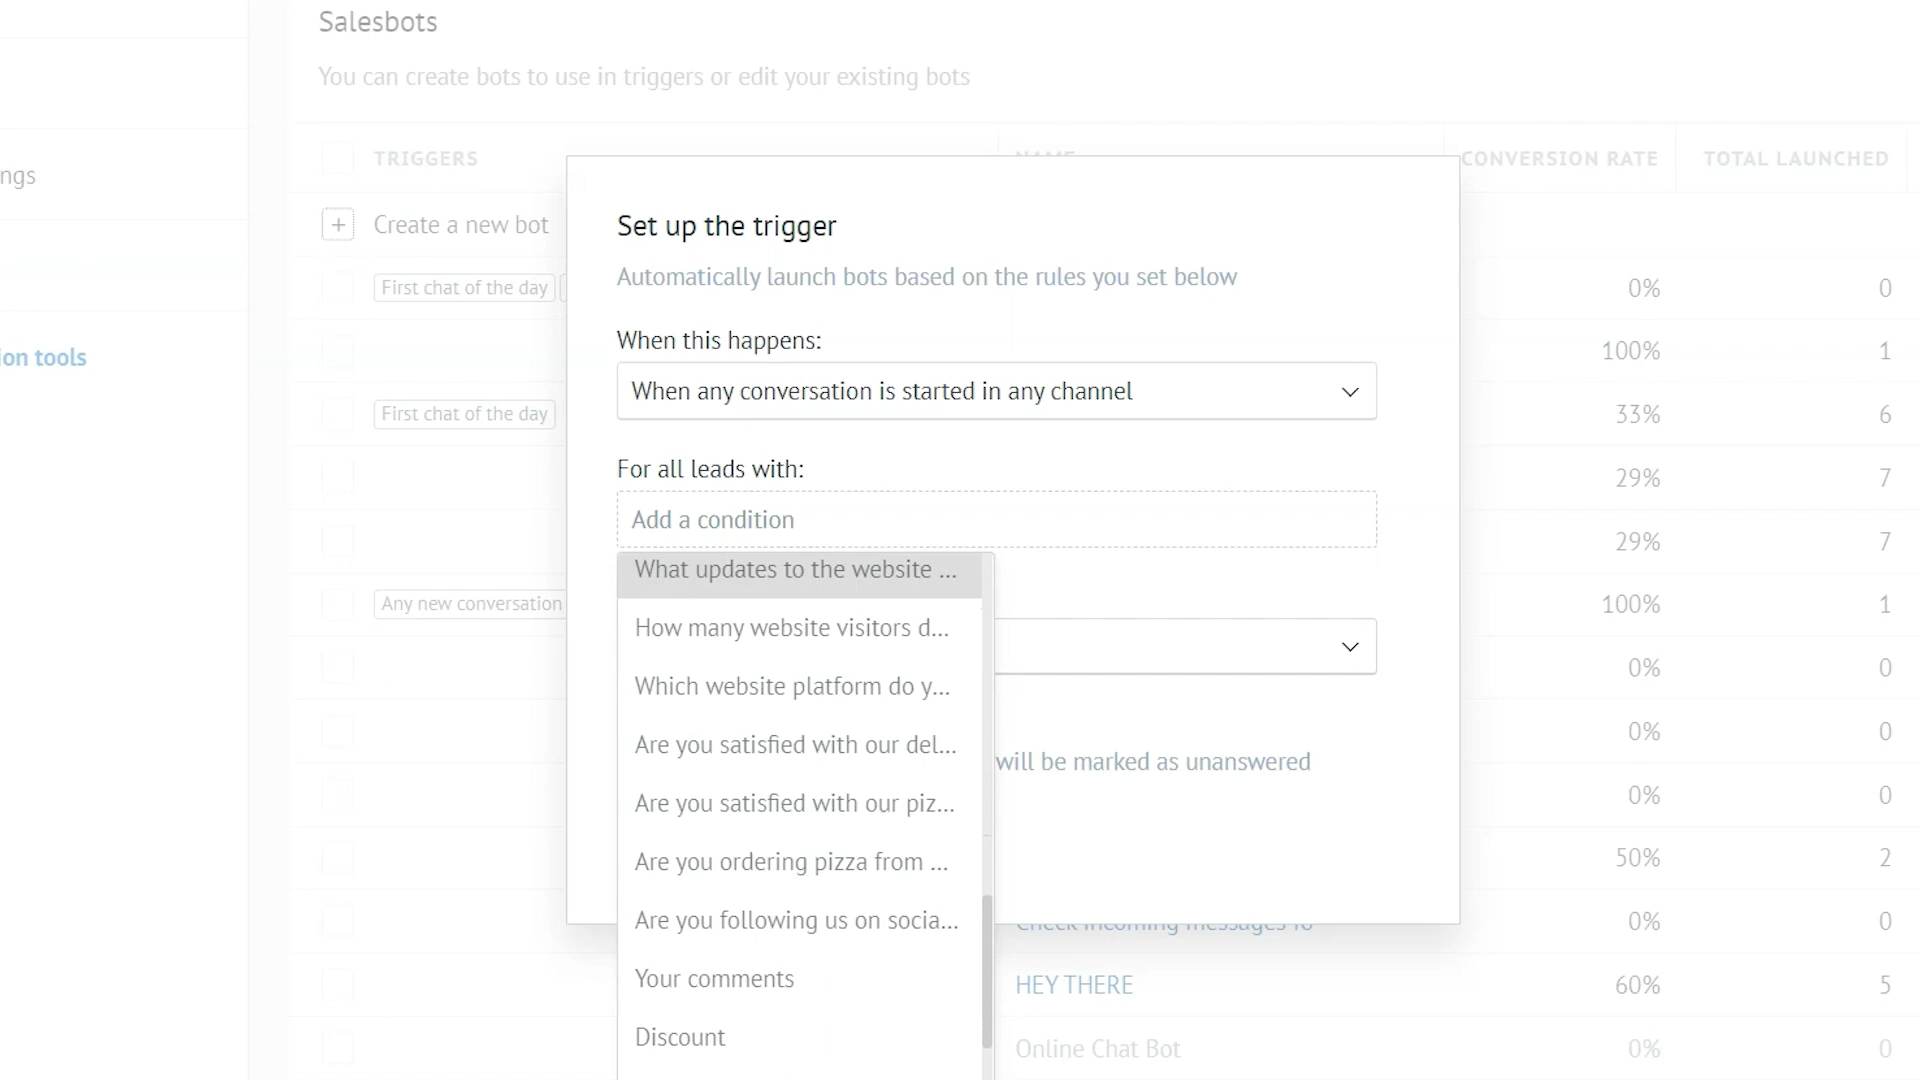 Salesbots
You can create bots to use in triggers or edit your existing bots
TRIGGERS
CONVERSION RATE
TOTAL LAUNCHED
ngs
ion tools
Create a new bot
First chat of the day
0% 0
100% 1
First chat of the day
33% 6
29% 7
29% 7
Any new conversation
100% 1
0% 0
0% 0
0% 0
50% 2
0% 0
HEY THERE
60% 5
Online Chat Bot
0% 0
Set up the trigger
Automatically launch bots based on the rules you set below
When this happens:
When any conversation is started in any channel
For all leads with:
Add a condition
What updates to the website ...
How many website visitors d...
Which website platform do y...
Are you satisfied with our del...
Are you satisfied with our piz...
Are you ordering pizza from ...
Are you following us on socia...
Your comments
Discount
will be marked as unanswered